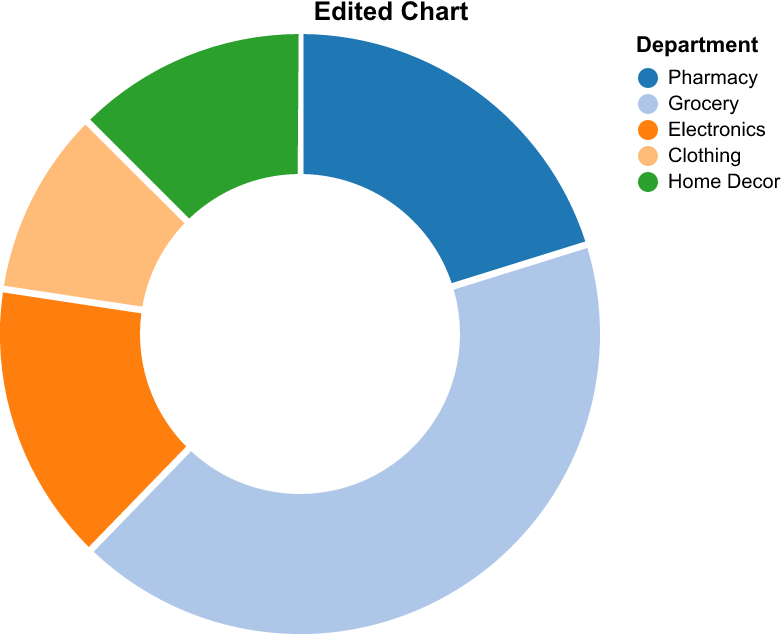 Edited Chart
Department
Pharmacy
Grocery
Electronics
Clothing
Home Decor